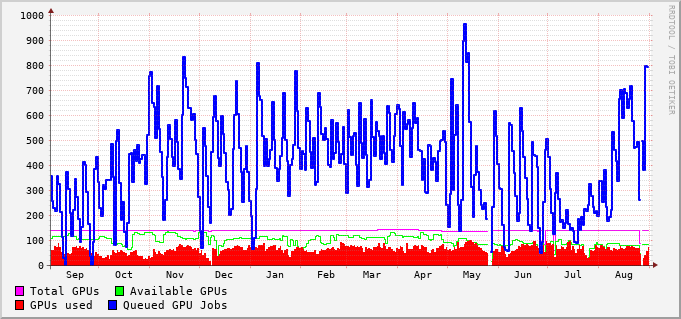 1000
900
800
700
600
500
400
300
200
100
0
Sep Oct Nov Dec Jan Feb Mar Apr May Jun Jul Aug
Total GPUs Available GPUs
GPUs used Queued GPU Jobs
RRDTOOL / TOBI OETIKER